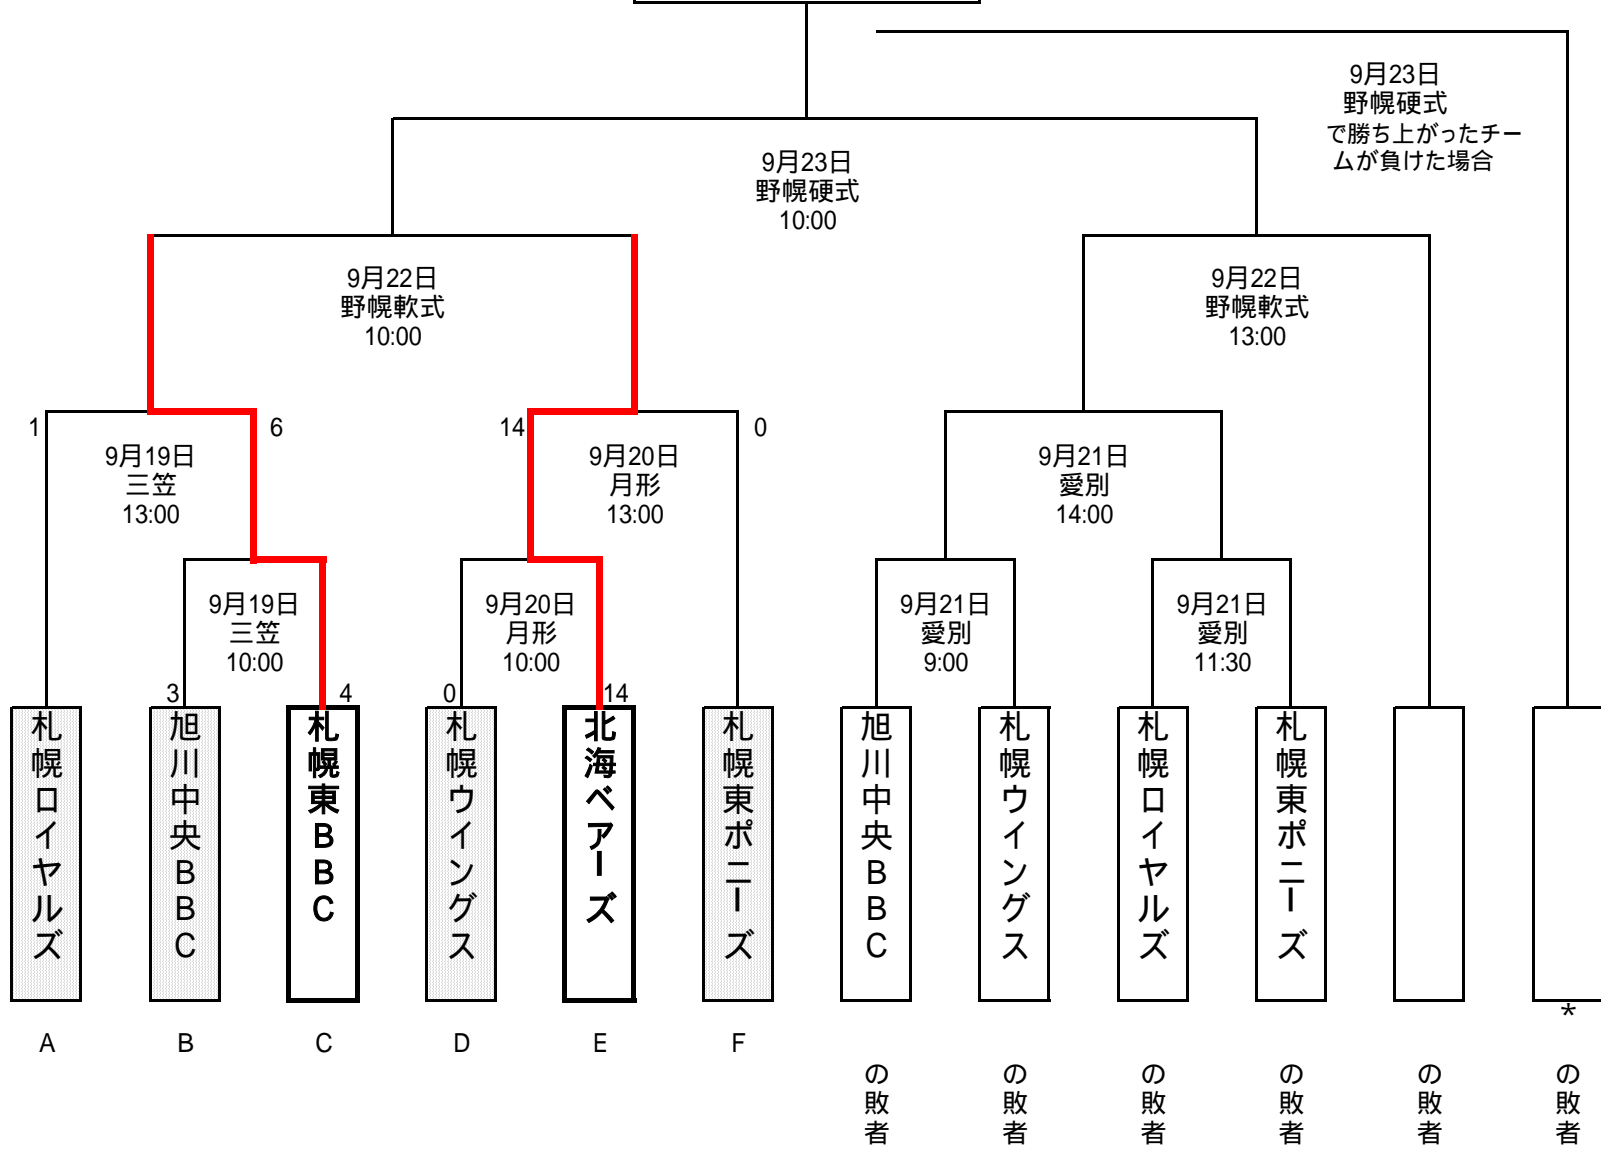 9月23日
野幌硬式
で勝ち上がったチー
ムが負けた場合
9月23日
野幌硬式
10:00
9月22日
野幌軟式
10:00
9月22日
野幌軟式
13:00
1
6
14
0
9月19日
三笠
13:00
9月20日
月形
13:00
9月21日
愛別
14:00
9月19日
三笠
10:00
9月20日
月形
10:00
9月21日
愛別
9:00
9月21日
愛別
11:30
3
4
0
14
札幌ロイヤルズ
旭川中央BBC
札幌東BBC
札幌ウイングス
北海ベアーズ
札幌東ポニーズ
旭川中央BBC
札幌ウイングス
札幌ロイヤルズ
札幌東ポニーズ
*
A
B
C
D
E
F
の敗者
の敗者
の敗者
の敗者
の敗者
の敗者